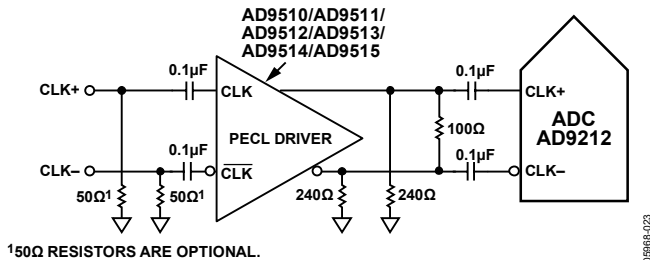 AD9510/AD9511/
AD9512/AD9513/
AD9514/AD9515
0.1µF
CLK+
CLK
PECL DRIVER
0.1µF
CLK–
CLK
50Ω1
50Ω1
240Ω
240Ω
100Ω
0.1µF
CLK+
ADC
AD9212
0.1µF
CLK–
150Ω RESISTORS ARE OPTIONAL.
05968-023